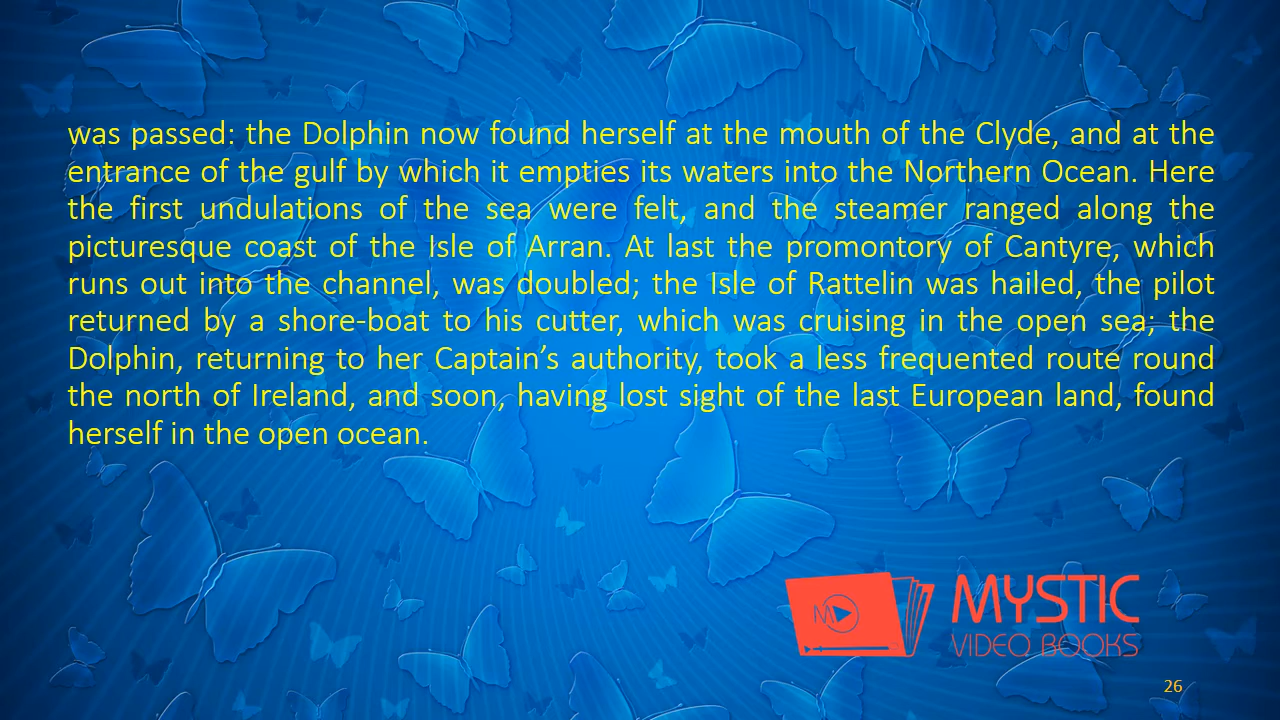 was passed: the Dolphin now found herself at the mouth of the Clyde, and at the
entrance of the gulf by which it empties its waters into the Northern Ocean. Here
the first undulations of the sea were felt, and the steamer ranged along the
picturesque coast of the Isle of Arran. At last the promontory of Cantyre, which
runs out into the channel, was doubled; the Isle of Rattelin was hailed, the pilot
returned by a shore-boat to his cutter, which was cruising in the open sea; the
Dolphin, returning to her Captain’s authority, took a less frequented route round
the north of Ireland, and soon, having lost sight of the last European land, found
herself in the open ocean.
MYSTIC
VIDEO BOOKS
26